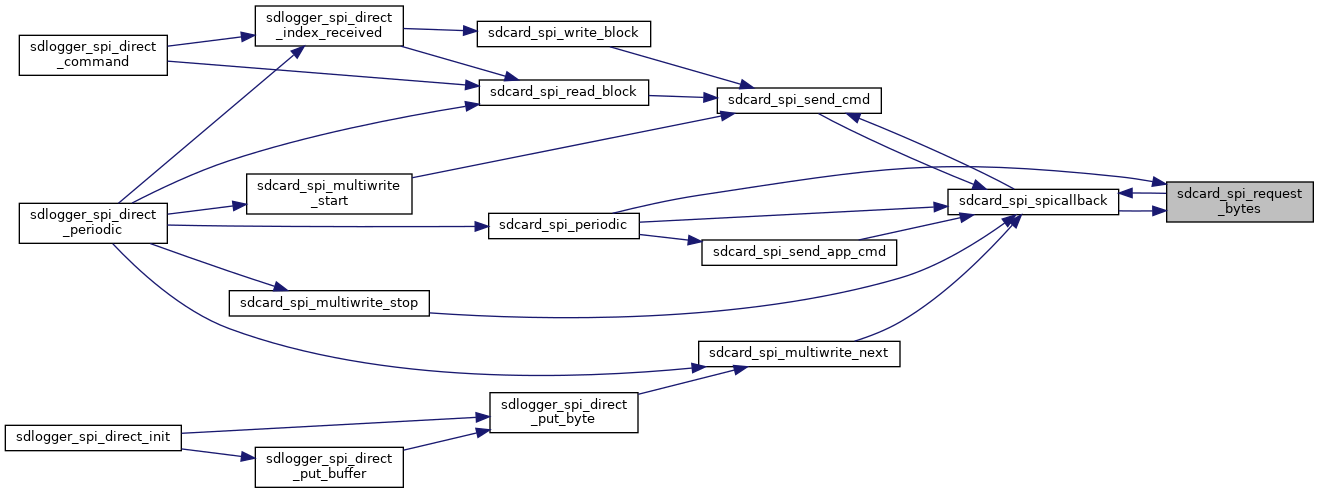 sdlogger_spi_direct
_command
sdlogger_spi_direct
_index_received
sdcard_spi_write_block
sdcard_spi_read_block
sdcard_spi_send_cmd
sdcard_spi_multiwrite
_start
sdlogger_spi_direct
_periodic
sdcard_spi_periodic
sdcard_spi_spicallback
sdcard_spi_request
_bytes
sdcard_spi_send_app_cmd
sdcard_spi_multiwrite_stop
sdcard_spi_multiwrite_next
sdlogger_spi_direct
_put_byte
sdlogger_spi_direct_init
sdlogger_spi_direct
_put_buffer